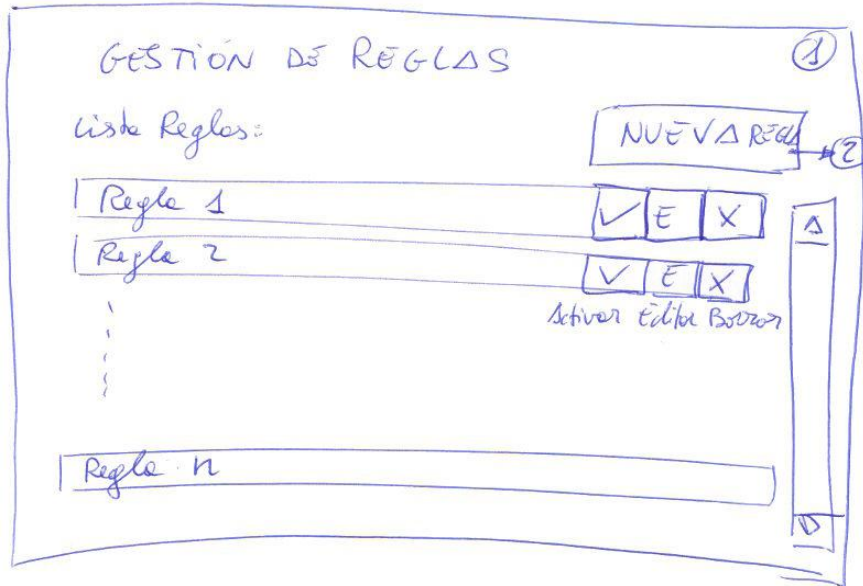 GESTIÓN DE REGLAS 1
Lista Reglas:
NUEVA REGLA
2
Regla 1 ✓ E X
Regla 2 ✓ E X
Activar Editar Borrar
Regla n